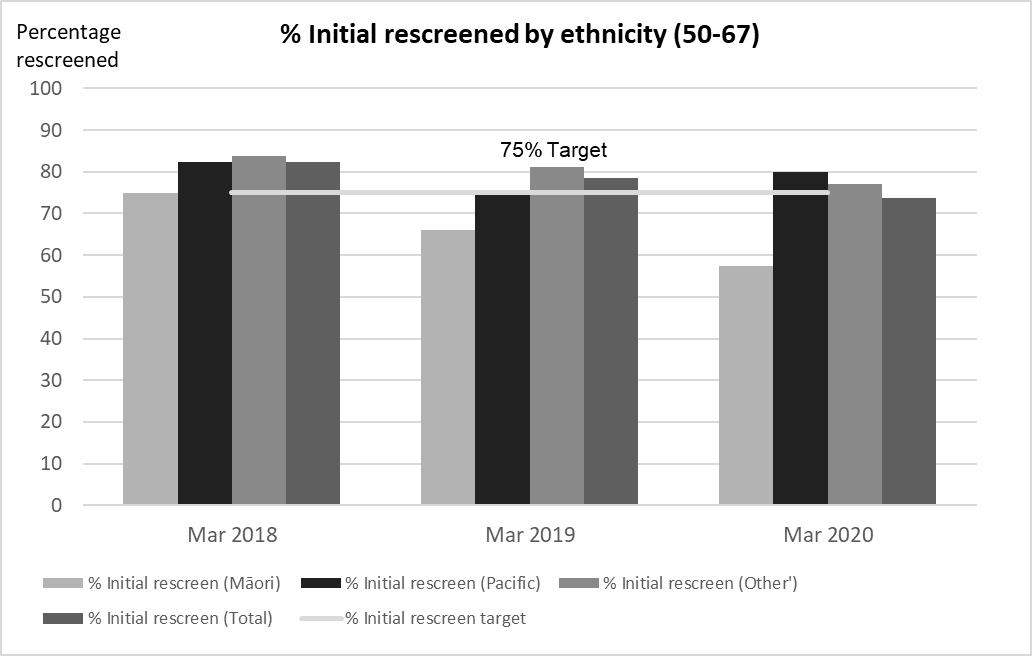 % Initial rescreened by ethnicity (50-67)
Percentage
rescreened
100
90
80
70
60
50
40
30
20
10
0
75% Target
Mar 2018
Mar 2019
Mar 2020
% Initial rescreen (Māori)
% Initial rescreen (Pacific)
% Initial rescreen (Other')
% Initial rescreen (Total)
% Initial rescreen target